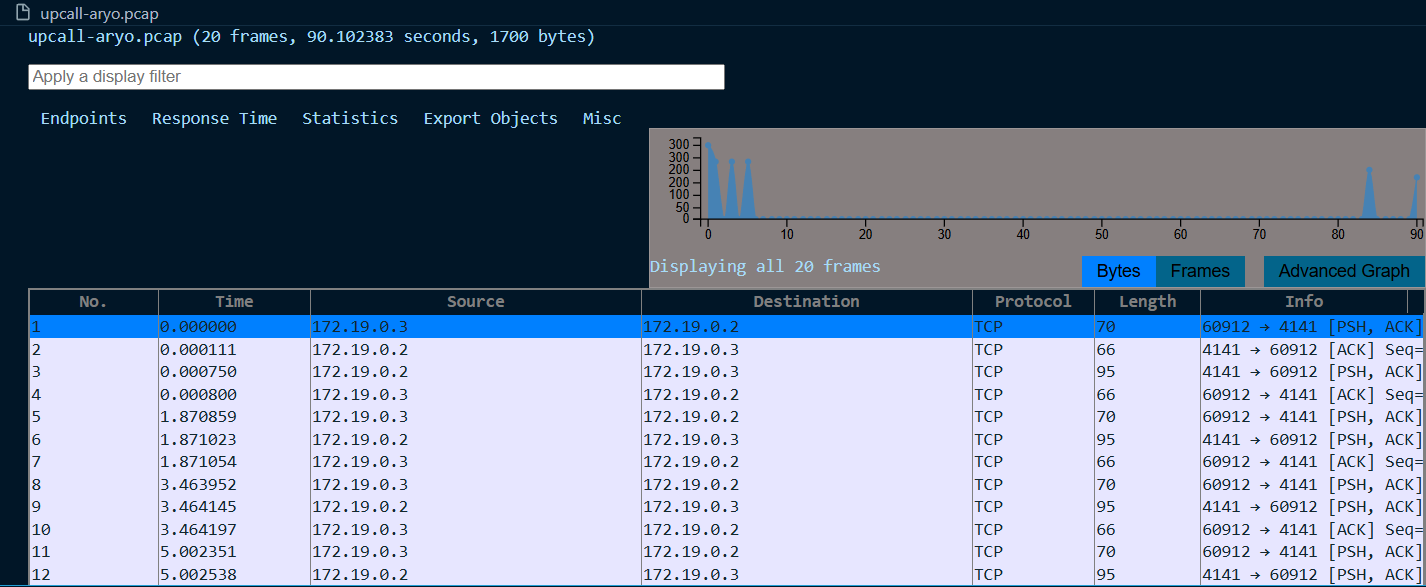 upcall-aryo.pcap
upcall-aryo.pcap (20 frames, 90.102383 seconds, 1700 bytes)
Apply a display filter
Endpoints Response Time Statistics Export Objects Misc
300
300
200
200
100
50
0
0 10 20 30 40 50 60 70 80 90
Displaying all 20 frames Bytes Frames Advanced Graph
No. Time Source Destination Protocol Length Info
1 0.000000 172.19.0.3 172.19.0.2 TCP 70 60912 → 4141 [PSH, ACK]
2 0.000111 172.19.0.2 172.19.0.3 TCP 66 4141 → 60912 [ACK] Seq=
3 0.000750 172.19.0.2 172.19.0.3 TCP 95 4141 → 60912 [PSH, ACK]
4 0.000800 172.19.0.3 172.19.0.2 TCP 66 60912 → 4141 [ACK] Seq=
5 1.870859 172.19.0.3 172.19.0.2 TCP 70 60912 → 4141 [PSH, ACK]
6 1.871023 172.19.0.2 172.19.0.3 TCP 95 4141 → 60912 [PSH, ACK]
7 1.871054 172.19.0.3 172.19.0.2 TCP 66 60912 → 4141 [ACK] Seq=
8 3.463952 172.19.0.3 172.19.0.2 TCP 70 60912 → 4141 [PSH, ACK]
9 3.464145 172.19.0.2 172.19.0.3 TCP 95 4141 → 60912 [PSH, ACK]
10 3.464197 172.19.0.3 172.19.0.2 TCP 66 60912 → 4141 [ACK] Seq=
11 5.002351 172.19.0.3 172.19.0.2 TCP 70 60912 → 4141 [PSH, ACK]
12 5.002538 172.19.0.2 172.19.0.3 TCP 95 4141 → 60912 [PSH, ACK]